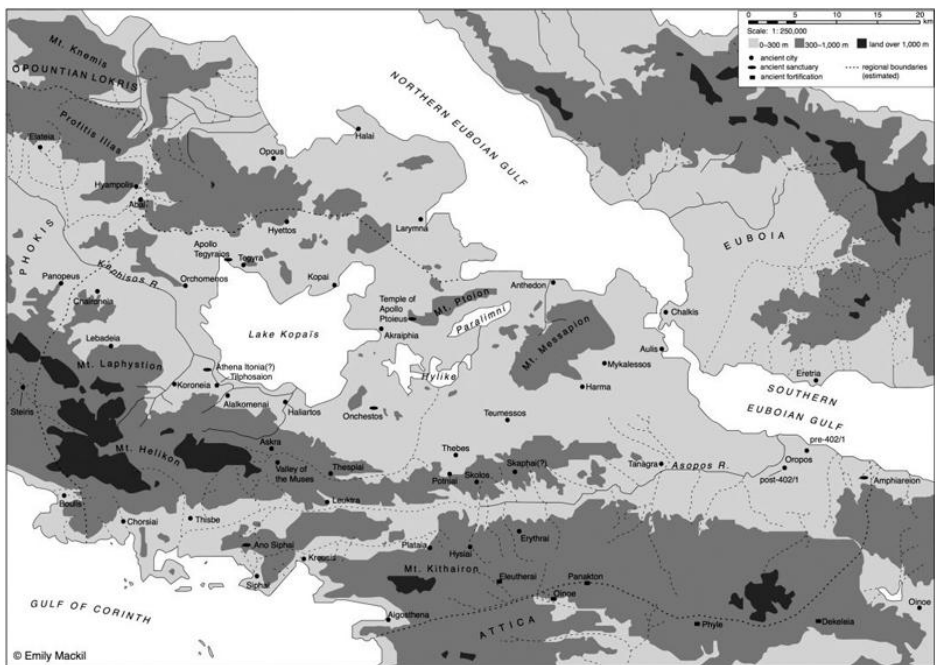 0 5 10 15 20
km
Scale: 1: 250,000
0–300 m
300–1,000 m
land over 1,000 m
ancient city
ancient sanctuary
ancient fortification
regional boundaries
(estimated)
Mt. Knemis
OPOUNTIAN LOKRIS
Profitis Ilias
Elateia
Hyampolis
Abai
PHOKIS
Opous
Halai
NORTHERN EUBOIAN GULF
EUBOIA
Larymna
Hyettos
Apollo
Tegyraios
Tegyra
Kephisos R.
Orchomenos
Kopai
Panopeus
Chaironeia
Temple of
Apollo
Ptoieus
Mt. Ptoion
Paralimni
Anthedon
Mt. Messapion
Chalkis
Lake Kopaïs
Akraiphia
Hylike
Aulis
Lebadeia
Mt. Laphystion
Athena Itonia(?)
Tilphosaion
Koroneia
Alalkomenai
Haliartos
Onchestos
Mykalessos
Harma
Eretria
SOUTHERN
EUBOIAN GULF
Steiris
Teumessos
Mt. Helikon
Askra
Valley of
the Muses
Thespiai
Thebes
Potniai
Skolos
Skaphai(?)
Tanagra
Asopos R.
pre-402/1
Oropos
post-402/1
Amphiareion
Boulis
Chorsiai
Thisbe
Leuktra
Ano Siphai
Kreusis
Siphai
Plataia
Hysiai
Erythrai
Mt. Kithairon
Eleutherai
Panakton
Oinoe
Aigosthena
ATTICA
Phyle
Dekeleia
Oinoe
GULF OF CORINTH
© Emily Mackil